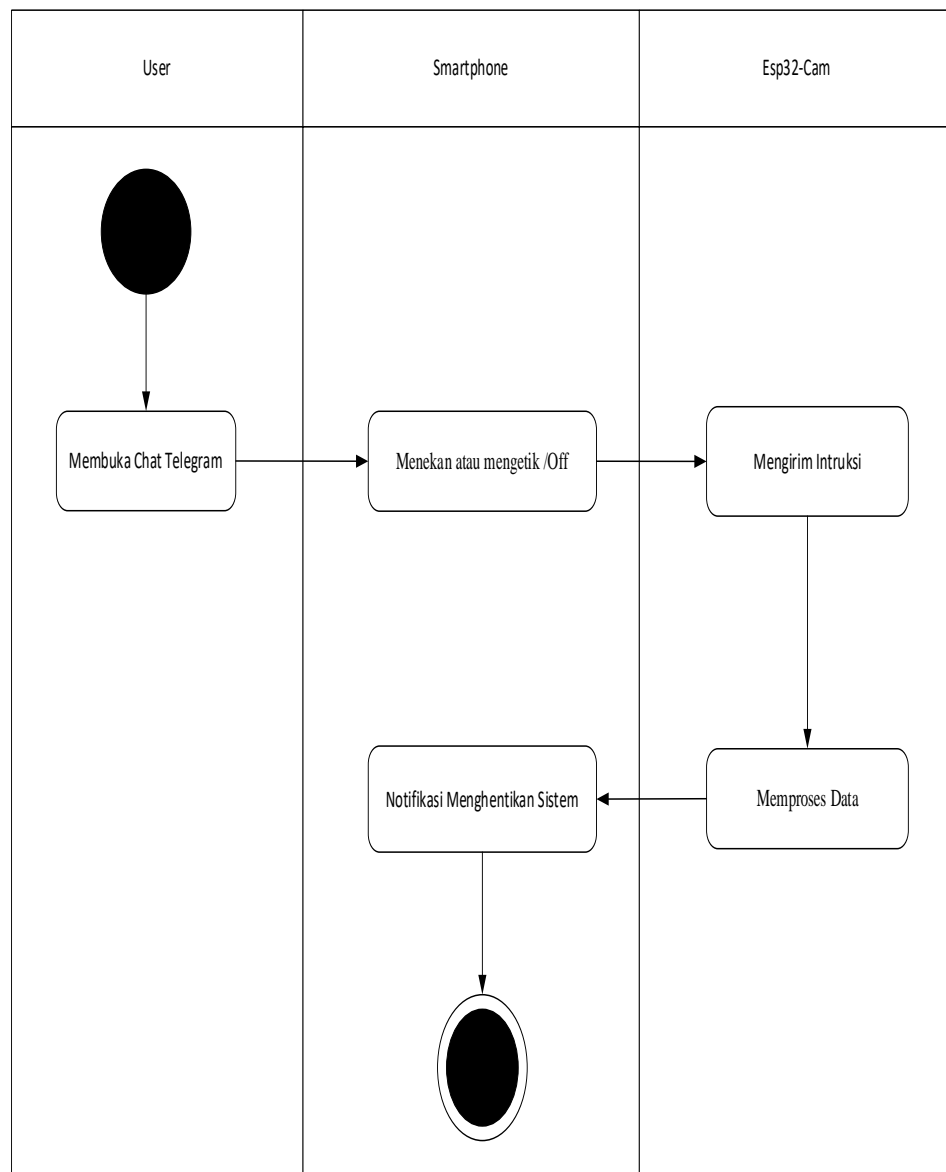 User
Smartphone
Esp32-Cam
Membuka Chat Telegram
Menekan atau mengetik /Off
Mengirim Intruksi
Notifikasi Menghentikan Sistem
Memproses Data